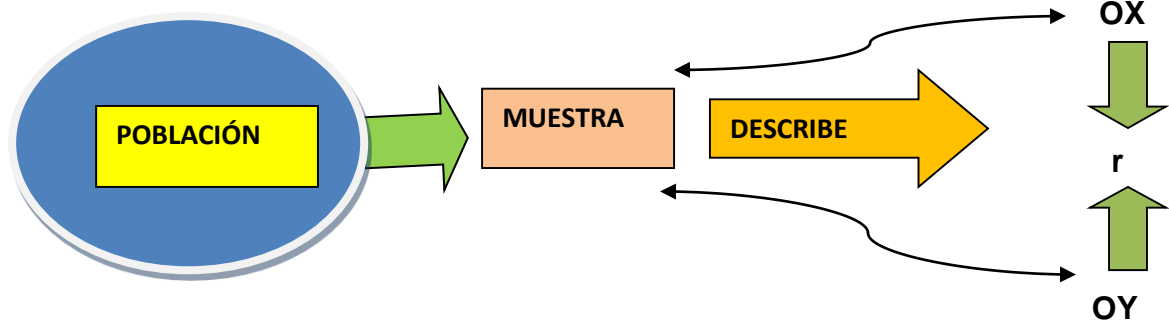 OX
POBLACIÓN
MUESTRA
DESCRIBE
r
OY